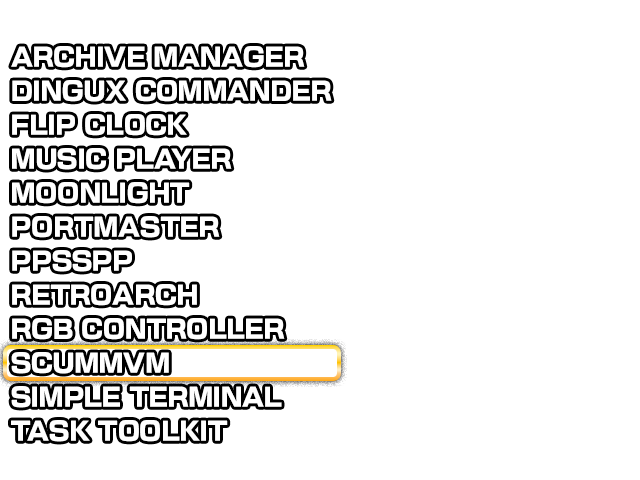 ARCHIVE MANAGER
DINGUX COMMANDER
FLIP CLOCK
MUSIC PLAYER
MOONLIGHT
PORTMASTER
PPSSPP
RETROARCH
RGB CONTROLLER
SCUMMVM
SIMPLE TERMINAL
TASK TOOLKIT